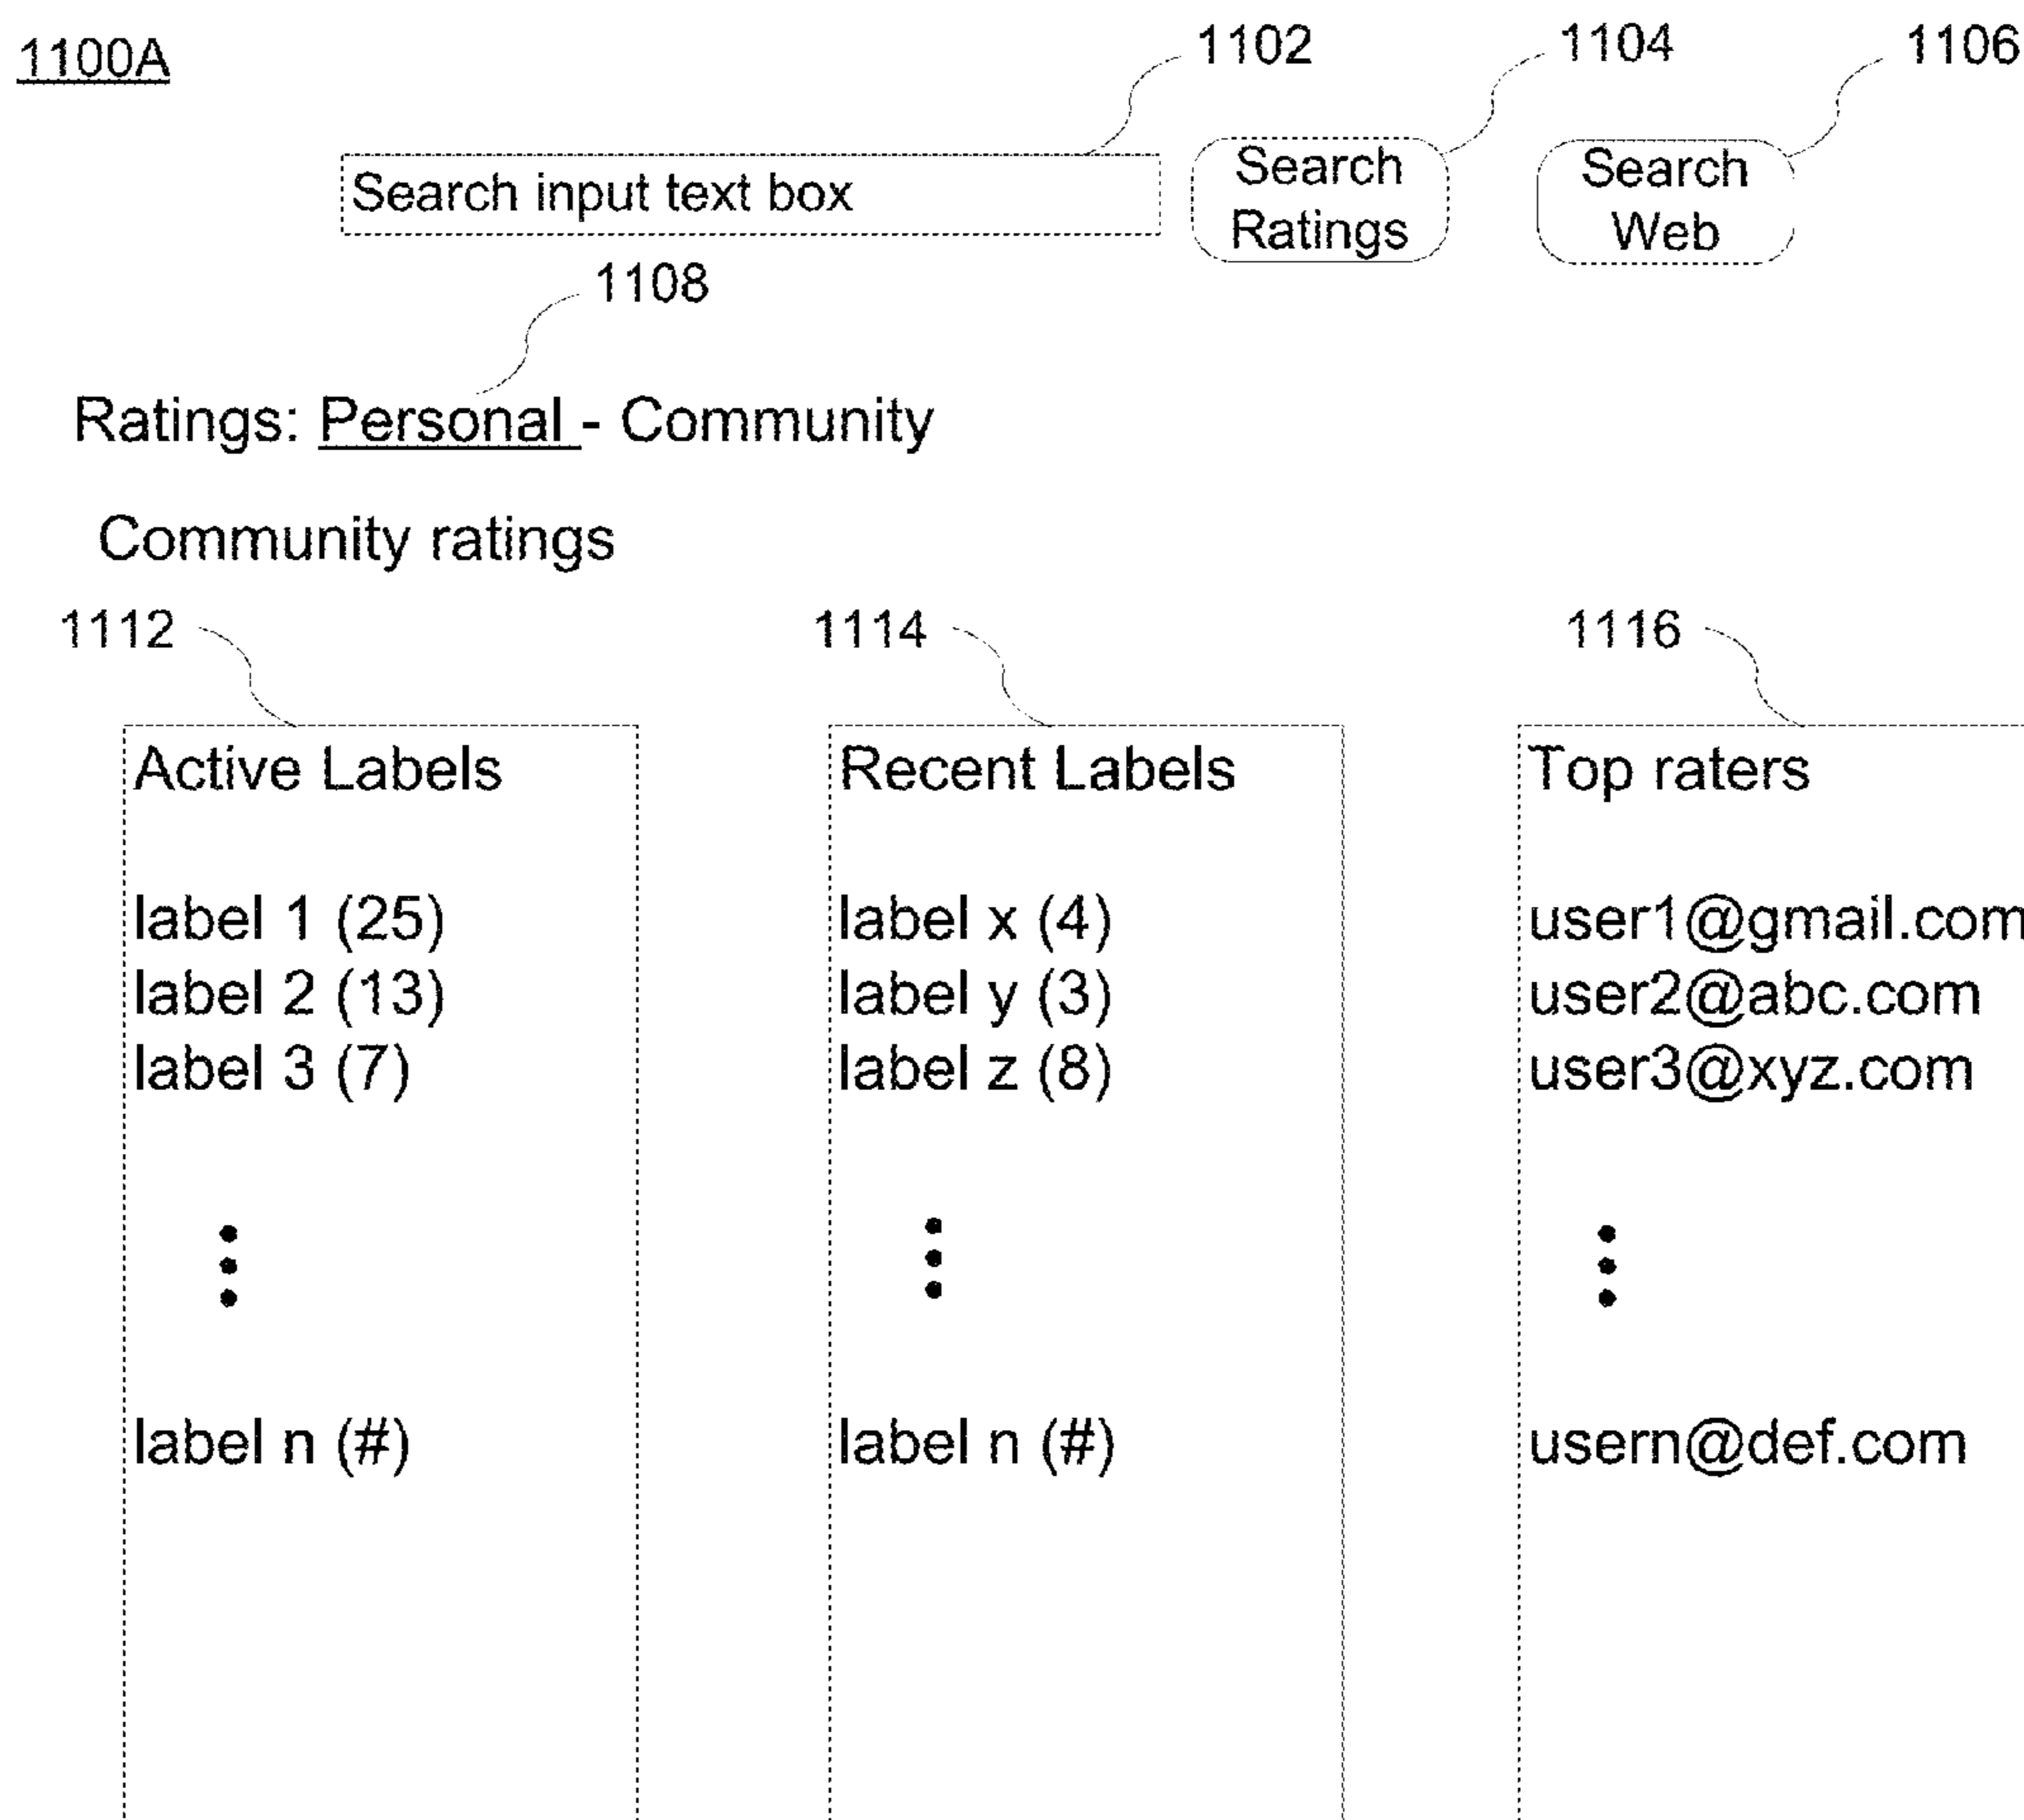 1100A
1102
1104
1106
Search input text box
Search
Ratings
Search
Web
1108
Ratings: Personal - Community
Community ratings
1112
1114
1116
Active Labels
label 1 (25)
label 2 (13)
label 3 (7)
label n (#)
Recent Labels
label x (4)
label y (3)
label z (8)
label n (#)
Top raters
user1@gmail.com
user2@abc.com
user3@xyz.com
usern@def.com